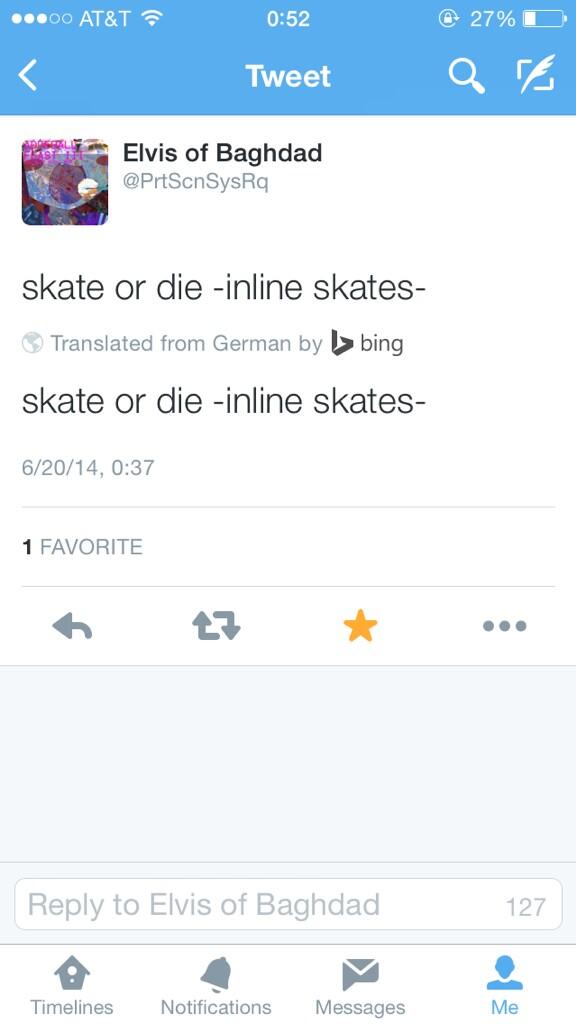 AT&T 0:52 27%
Tweet
Elvis of Baghdad
@PrtScnSysRq
skate or die -inline skates-
Translated from German by bing
skate or die -inline skates-
6/20/14, 0:37
1 FAVORITE
Reply to Elvis of Baghdad 127
Timelines Notifications Messages Me